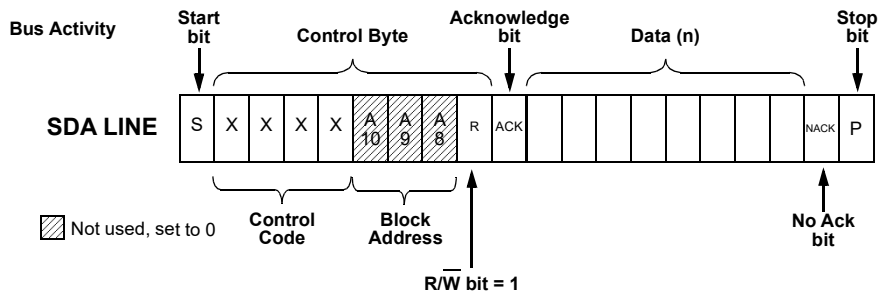 Bus Activity
Start
bit
Control Byte
Acknowledge
bit
Data (n)
Stop
bit
SDA LINE
S X X X X A 10 A 9 A 8 R ACK NACK P
Control
Code
Block
Address
Not used, set to 0
No Ack
bit
R/W̅ bit = 1